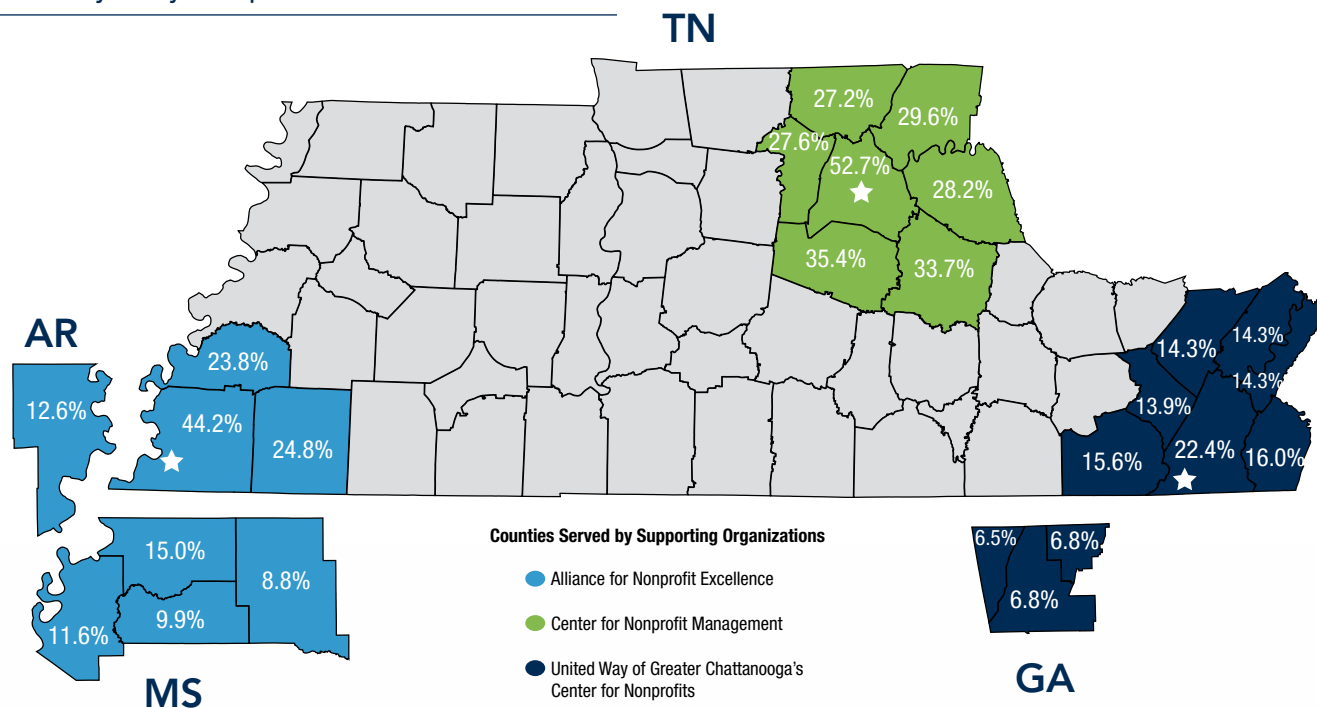 TN
27.2%
29.6%
27.6%
52.7%
28.2%
35.4%
33.7%
AR
23.8%
12.6%
44.2%
24.8%
14.3%
14.3%
14.3%
13.9%
15.6%
22.4%
16.0%
15.0%
8.8%
9.9%
11.6%
MS
Counties Served by Supporting Organizations
Alliance for Nonprofit Excellence
Center for Nonprofit Management
United Way of Greater Chattanooga's
Center for Nonprofits
6.5%
6.8%
6.8%
GA